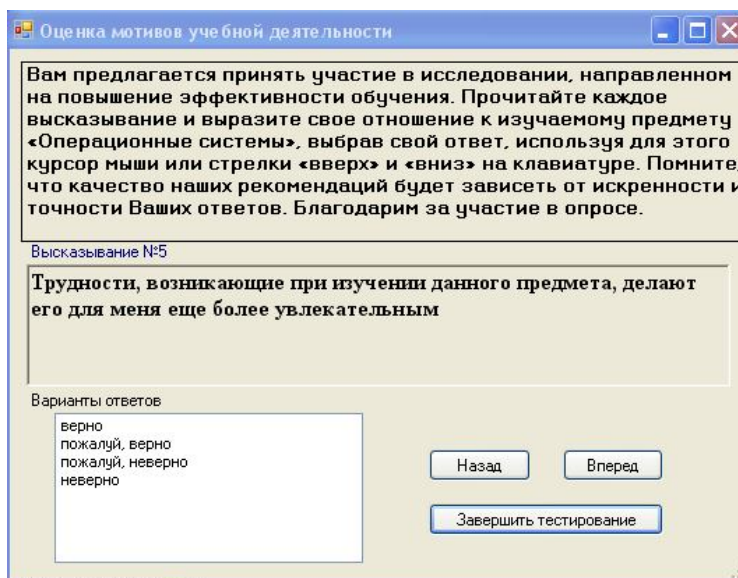 Оценка мотивов учебной деятельности
Вам предлагается принять участие в исследовании, направленном
на повышение эффективности обучения. Прочитайте каждое
высказывание и выразите свое отношение к изучаемому предмету
«Операционные системы», выбрав свой ответ, используя для этого
курсор мыши или стрелки «вверх» и «вниз» на клавиатуре. Помните,
что качество наших рекомендаций будет зависеть от искренности и
точности Ваших ответов. Благодарим за участие в опросе.
Высказывание №5
Трудности, возникающие при изучении данного предмета, делают
его для меня еще более увлекательным
Варианты ответов
верно
пожалуй, верно
пожалуй, неверно
неверно
Назад Вперед
Завершить тестирование